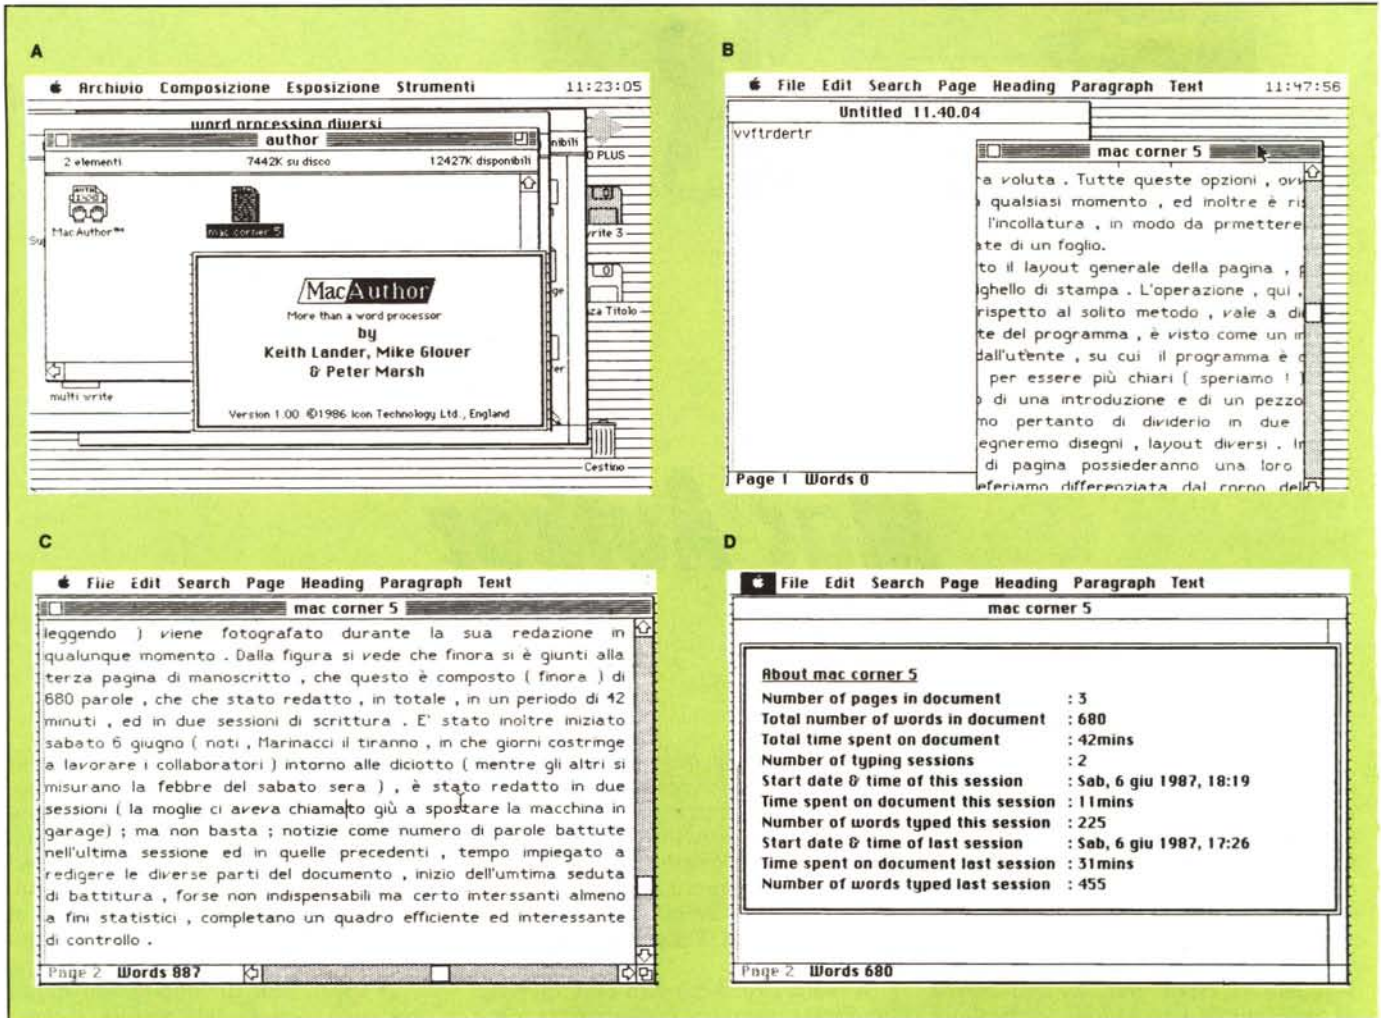 A
Archivio Composizione Esposizione Strumenti 11:23:05
word processing diversi
author
nibili
2 elementi 7442K su disco 12427K disponibili
D PLUS
MacAuthor™
mac corner 5
write 3
MacAuthor
More than a word processor
by
Keith Lander, Mike Glover
& Peter Marsh
Version 1.00 ©1986 Icon Technology Ltd., England
za Titolo
multi write
Cestino
B
File Edit Search Page Heading Paragraph Text 11:47:56
Untitled 11.40.04
vvftrdertr
mac corner 5
a voluta . Tutte queste opzioni , ovv
qualsiasi momento , ed inoltre è ris
l'incollatura , in modo da prmettere
te di un foglio.
to il layout generale della pagina , p
ghello di stampa . L'operazione , qui ,
rispetto al solito metodo , vale a di
te del programma , è visto come un in
dall'utente , su cui il programma è c
per essere più chiari ( speriamo ! )
di una introduzione e di un pezzo
mo pertanto di dividerlo in due
egneremo disegni , layout diversi . In
di pagina possiederanno una loro
eferiamo differenziata dal corpo del
Page 1 Words 0
C
File Edit Search Page Heading Paragraph Text
mac corner 5
leggendo ) viene fotografato durante la sua redazione in
qualunque momento . Dalla figura si vede che finora si è giunti alla
terza pagina di manoscritto , che questo è composto ( finora ) di
680 parole , che che stato redatto , in totale , in un periodo di 42
minuti , ed in due sessioni di scrittura . E' stato inoltre iniziato
sabato 6 giugno ( noti , Marinacci il tiranno , in che giorni costringe
a lavorare i collaboratori ) intorno alle diciotto ( mentre gli altri si
misurano la febbre del sabato sera ) , è stato redatto in due
sessioni ( la moglie ci aveva chiamato giù a spostare la macchina in
garage) ; ma non basta ; notizie come numero di parole battute
nell'ultima sessione ed in quelle precedenti , tempo impiegato a
redigere le diverse parti del documento , inizio dell'umtima seduta
di battitura , forse non indispensabili ma certo interssanti almeno
a fini statistici , completano un quadro efficiente ed interessante
di controllo .
Page 2 Words 887
D
File Edit Search Page Heading Paragraph Text
mac corner 5
About mac corner 5
Number of pages in document : 3
Total number of words in document : 680
Total time spent on document : 42mins
Number of typing sessions : 2
Start date & time of this session : Sab, 6 giu 1987, 18:19
Time spent on document this session : 11mins
Number of words typed this session : 225
Start date & time of last session : Sab, 6 giu 1987, 17:26
Time spent on document last session : 31mins
Number of words typed last session : 455
Page 2 Words 680